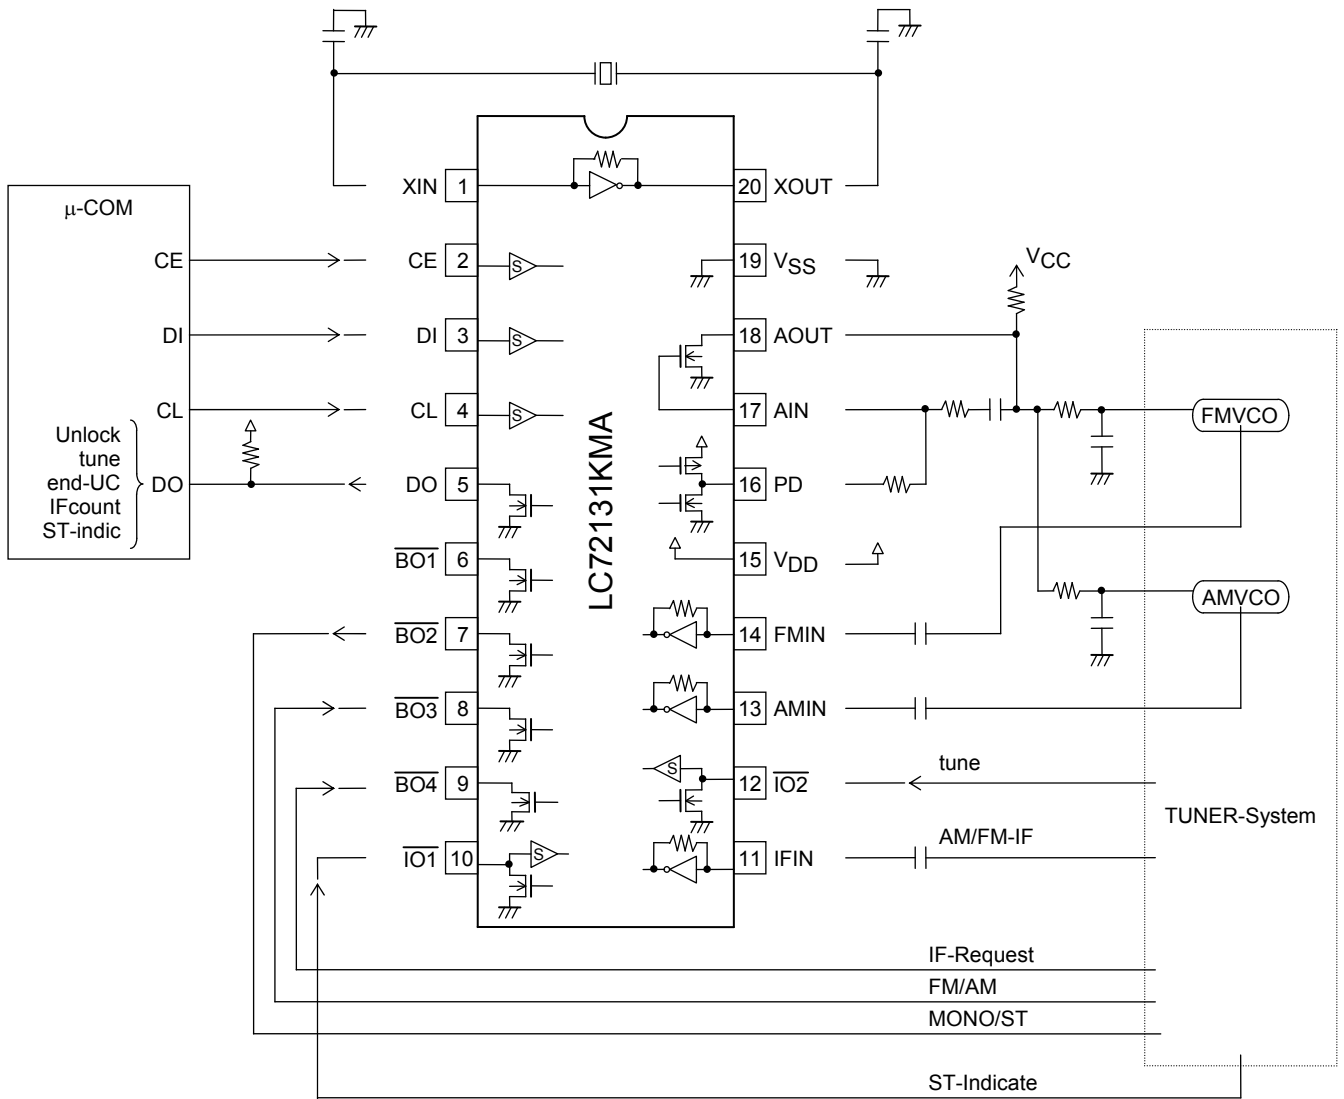 μ-COM
CE
DI
CL
Unlock
tune
end-UC
IFcount
ST-indic
DO
XIN 1
CE 2
DI 3
CL 4
DO 5
BO1 6
BO2 7
BO3 8
BO4 9
IO1 10
S
S
S
S
S
LC72131KMA
20 XOUT
19 VSS
18 AOUT
17 AIN
16 PD
15 VDD
14 FMIN
13 AMIN
12 IO2
11 IFIN
VCC
FMVCO
AMVCO
tune
TUNER-System
AM/FM-IF
IF-Request
FM/AM
MONO/ST
ST-Indicate